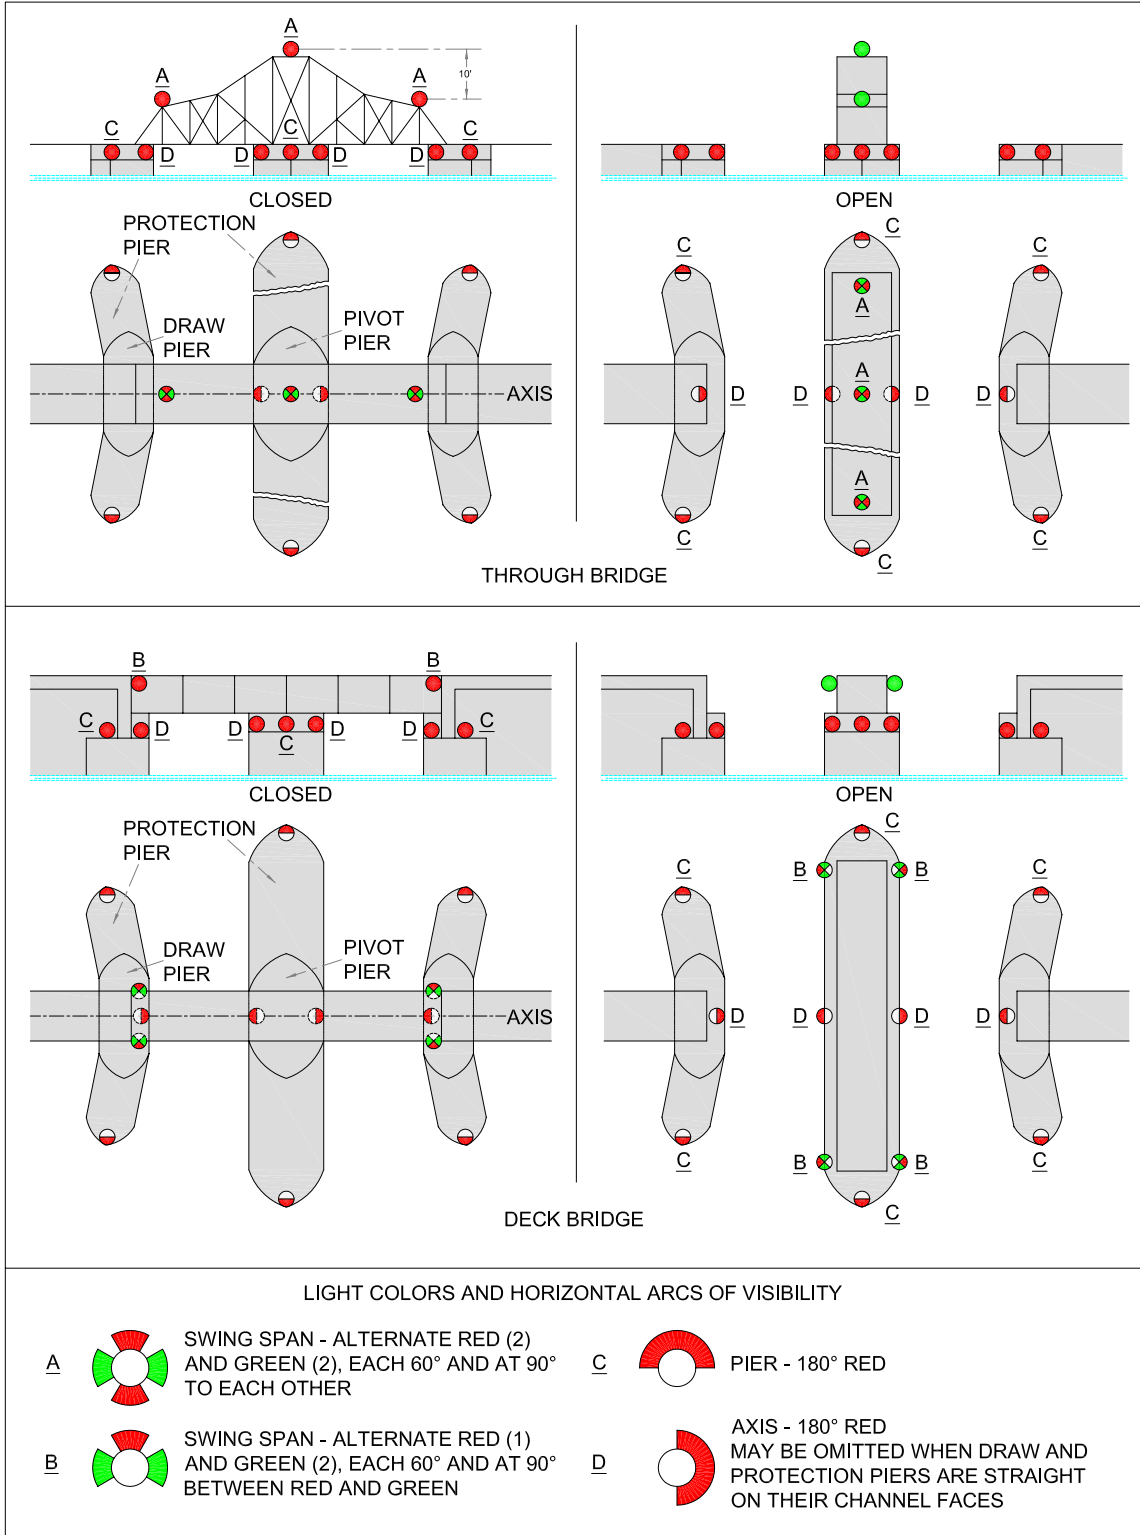 A
A
A
10'
C
D
D
C
D
D
C
CLOSED
OPEN
PROTECTION
PIER
DRAW
PIER
PIVOT
PIER
AXIS
C
C
C
A
D
D
A
D
D
A
C
C
C
THROUGH BRIDGE
B
B
C
D
D
C
D
D
C
CLOSED
OPEN
PROTECTION
PIER
DRAW
PIER
PIVOT
PIER
AXIS
C
C
C
B
B
D
D
D
D
B
B
C
C
C
DECK BRIDGE
LIGHT COLORS AND HORIZONTAL ARCS OF VISIBILITY
A
SWING SPAN - ALTERNATE RED (2)
AND GREEN (2), EACH 60° AND AT 90°
TO EACH OTHER
B
SWING SPAN - ALTERNATE RED (1)
AND GREEN (2), EACH 60° AND AT 90°
BETWEEN RED AND GREEN
C
PIER - 180° RED
D
AXIS - 180° RED
MAY BE OMITTED WHEN DRAW AND
PROTECTION PIERS ARE STRAIGHT
ON THEIR CHANNEL FACES